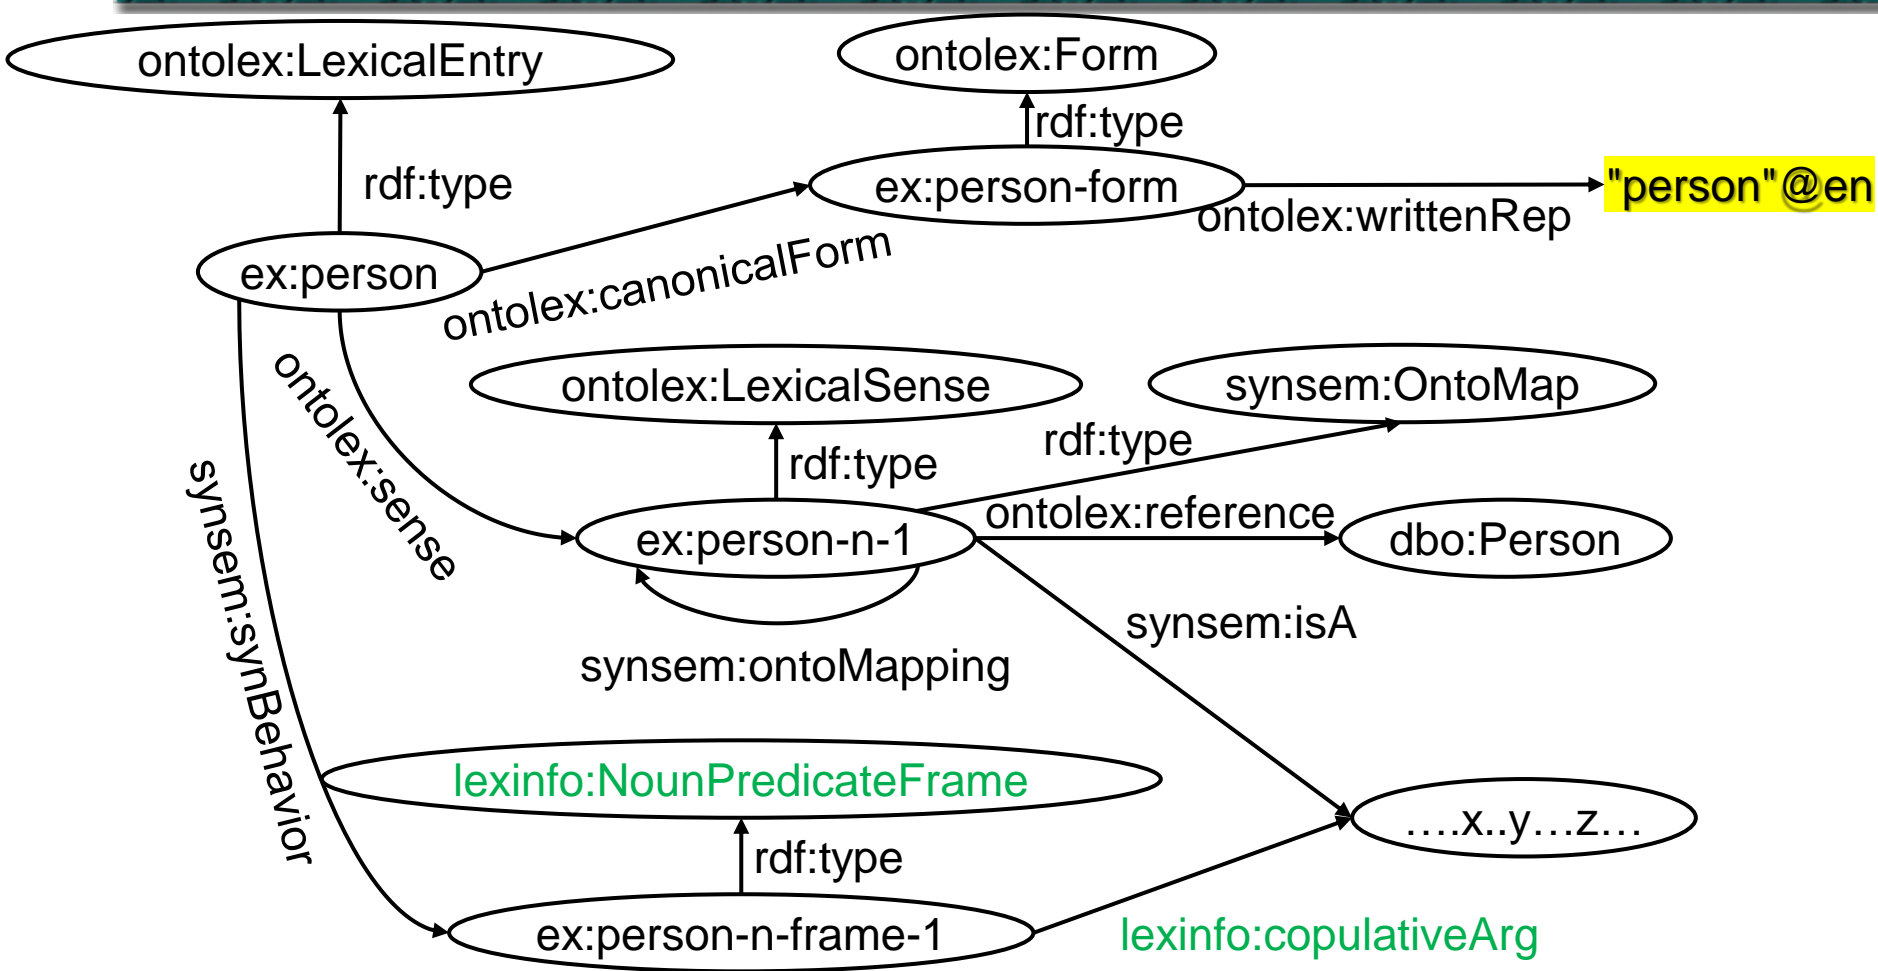 ontolex:LexicalEntry
ontolex:Form
rdf:type
rdf:type
ex:person-form
"person"@en
ontolex:writtenRep
ex:person
ontolex:canonicalForm
ontolex:sense
ontolex:LexicalSense
synsem:OntoMap
rdf:type
rdf:type
synsem:synBehavior
ex:person-n-1
ontolex:reference
dbo:Person
synsem:isA
synsem:ontoMapping
lexinfo:NounPredicateFrame
….x..y…z…
rdf:type
ex:person-n-frame-1
lexinfo:copulativeArg